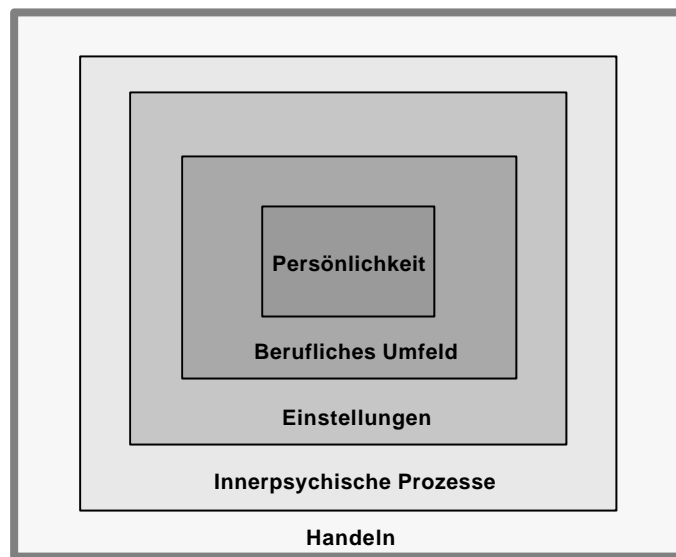 Persönlichkeit
Berufliches Umfeld
Einstellungen
Innerpsychische Prozesse
Handeln